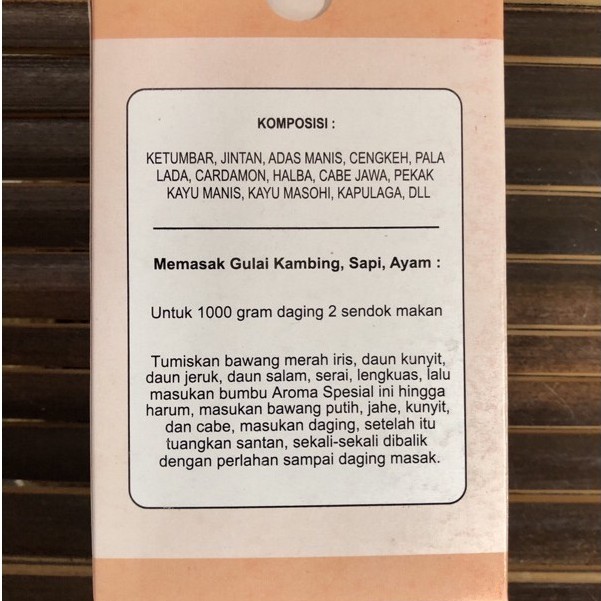 KOMPOSISI :
KETUMBAR, JINTAN, ADAS MANIS, CENGKEH, PALA
LADA, CARDAMON, HALBA, CABE JAWA, PEKAK
KAYU MANIS, KAYU MASOHI, KAPULAGA, DLL
Memasak Gulai Kambing, Sapi, Ayam :
Untuk 1000 gram daging 2 sendok makan
Tumiskan bawang merah iris, daun kunyit,
daun jeruk, daun salam, serai, lengkuas, lalu
masukan bumbu Aroma Spesial ini hingga
harum, masukan bawang putih, jahe, kunyit,
dan cabe, masukan daging, setelah itu
tuangkan santan, sekali-sekali dibalik
dengan perlahan sampai daging masak.